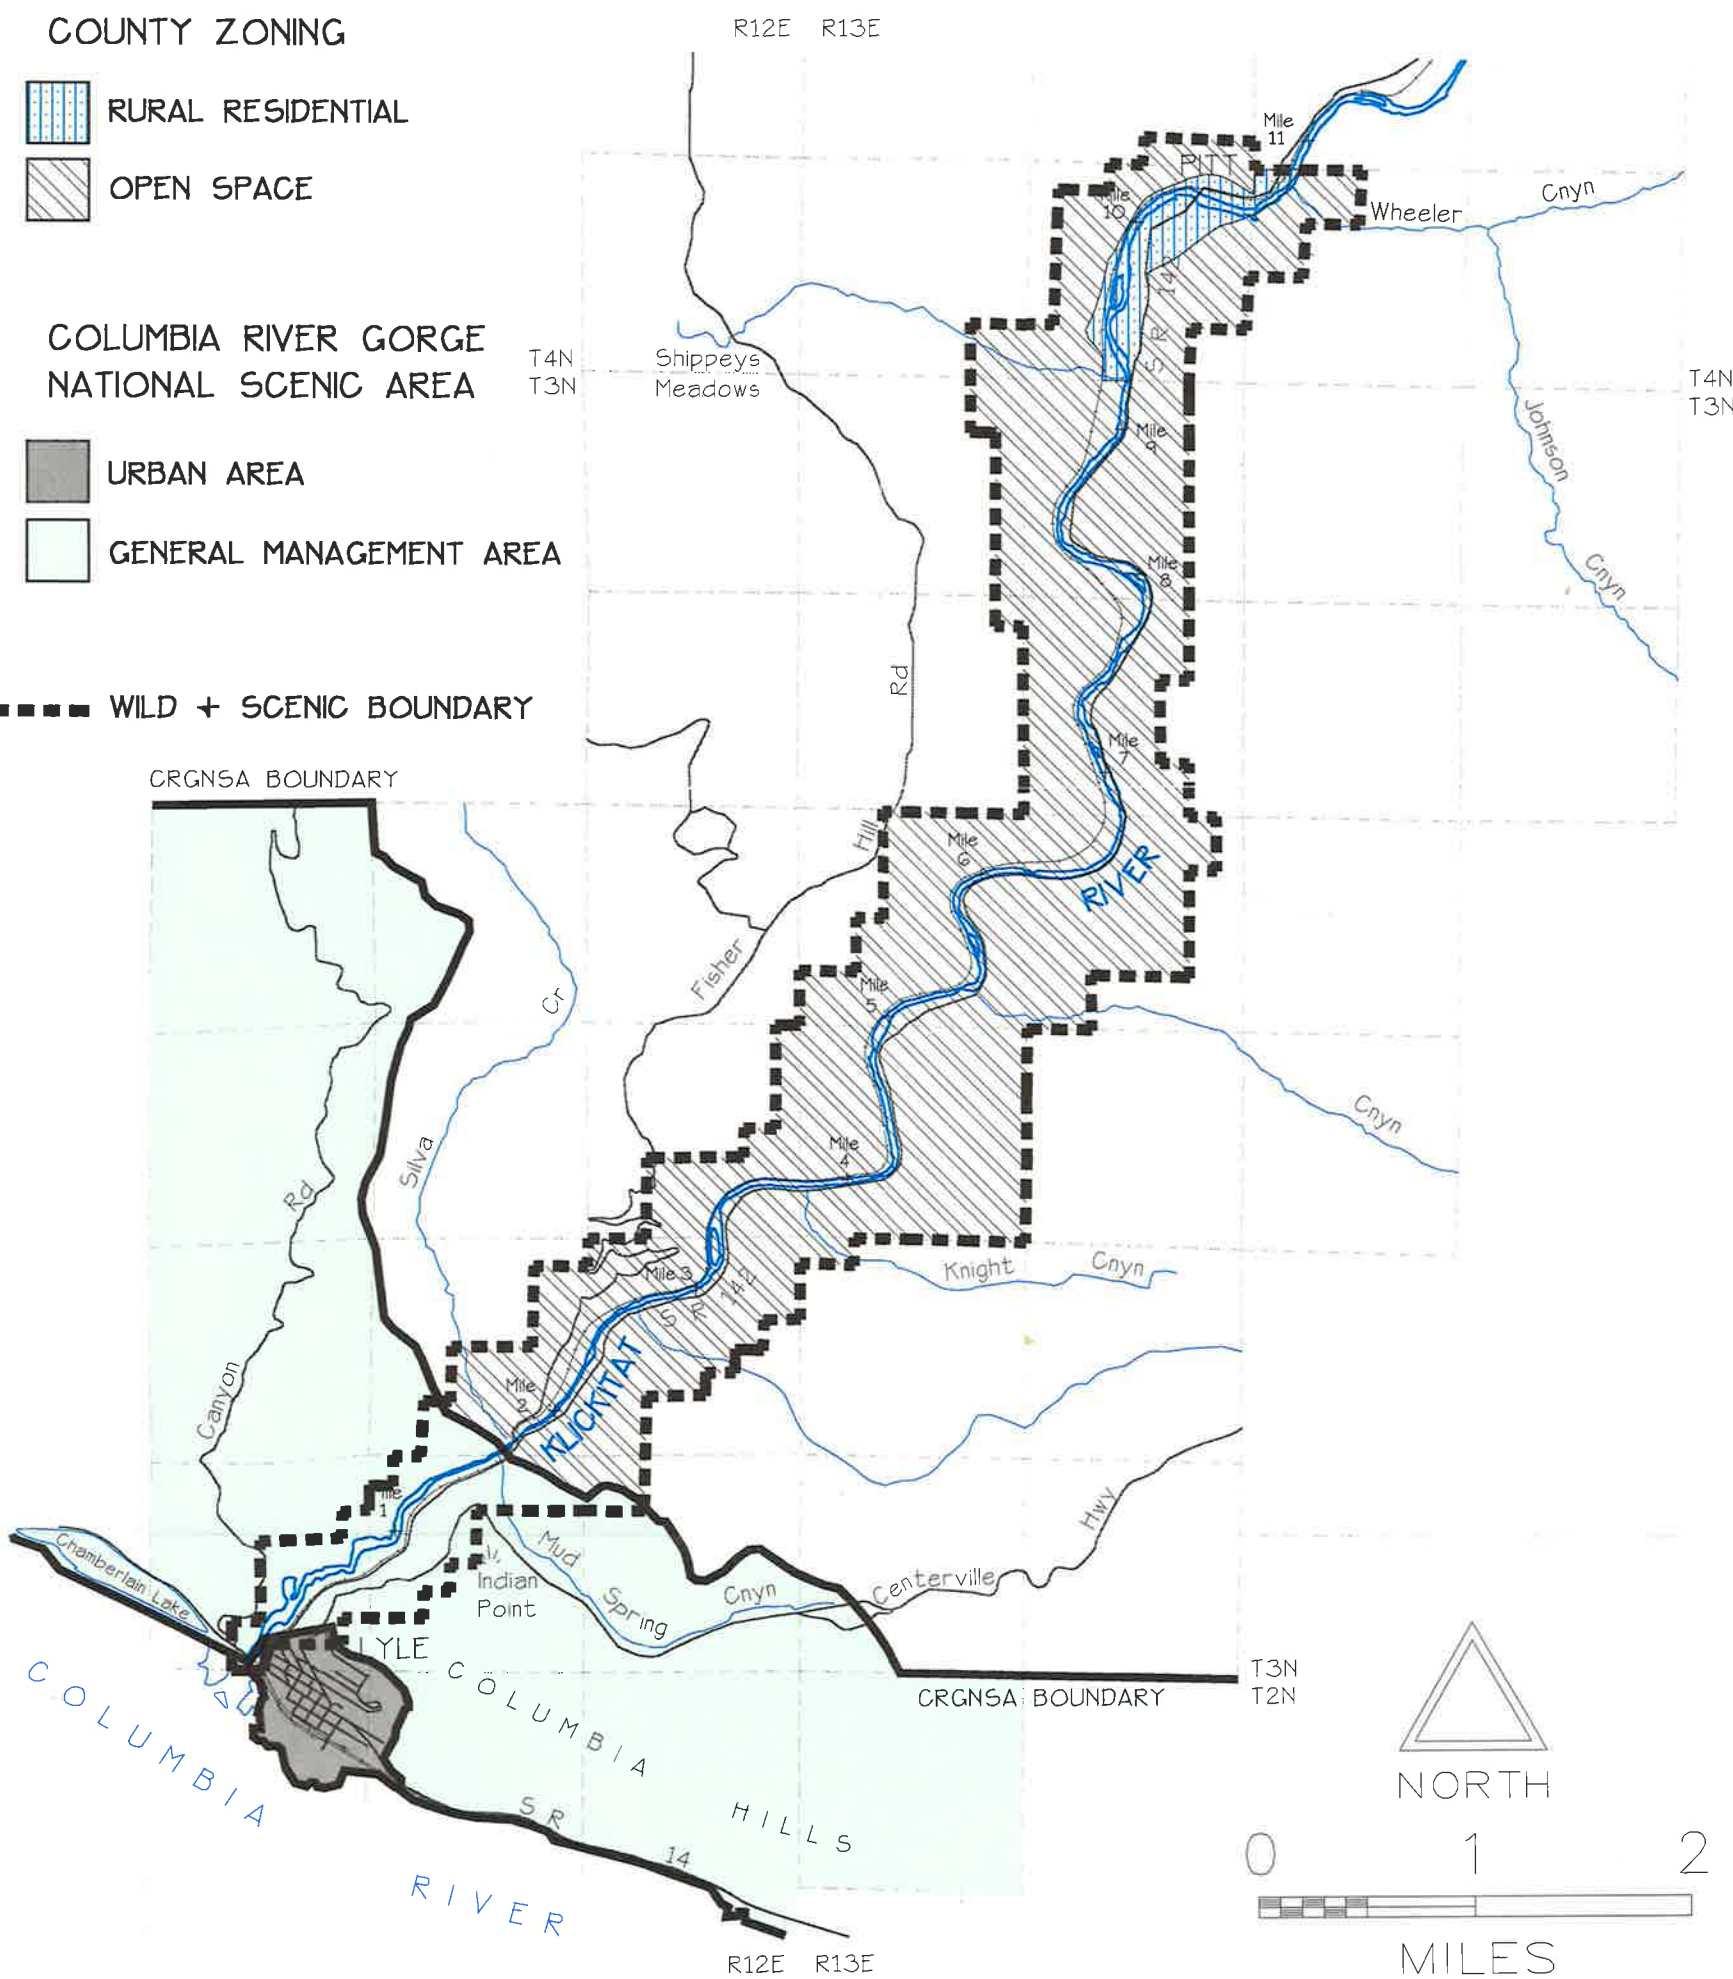 COUNTY ZONING
RURAL RESIDENTIAL
OPEN SPACE
COLUMBIA RIVER GORGE
NATIONAL SCENIC AREA
URBAN AREA
GENERAL MANAGEMENT AREA
WILD + SCENIC BOUNDARY
R12E R13E
Mile
11
PITT
Mile
10
Wheeler
Cnyn
SR 142
T4N
T3N
Shippeys
Meadows
T4N
T3N
Mile
9
Johnson
Cnyn
Mile
8
Rd
Mile
7
CRGNSA BOUNDARY
Hill
Mile
6
RIVER
Fisher
Cr
Mile
5
Cnyn
Silva
Mile
4
Rd
Knight Cnyn
Mile 3
SR 142
Canyon
Mile
2
KLICKITAT
1
Hwy
Chamberlain Lake
Mud
Spring
Cnyn
Centerville
Indian
Point
LYLE
T3N
T2N
CRGNSA BOUNDARY
COLUMBIA
HILLS
COLUMBIA
RIVER
SR
14
NORTH
0 1 2
MILES
R12E R13E